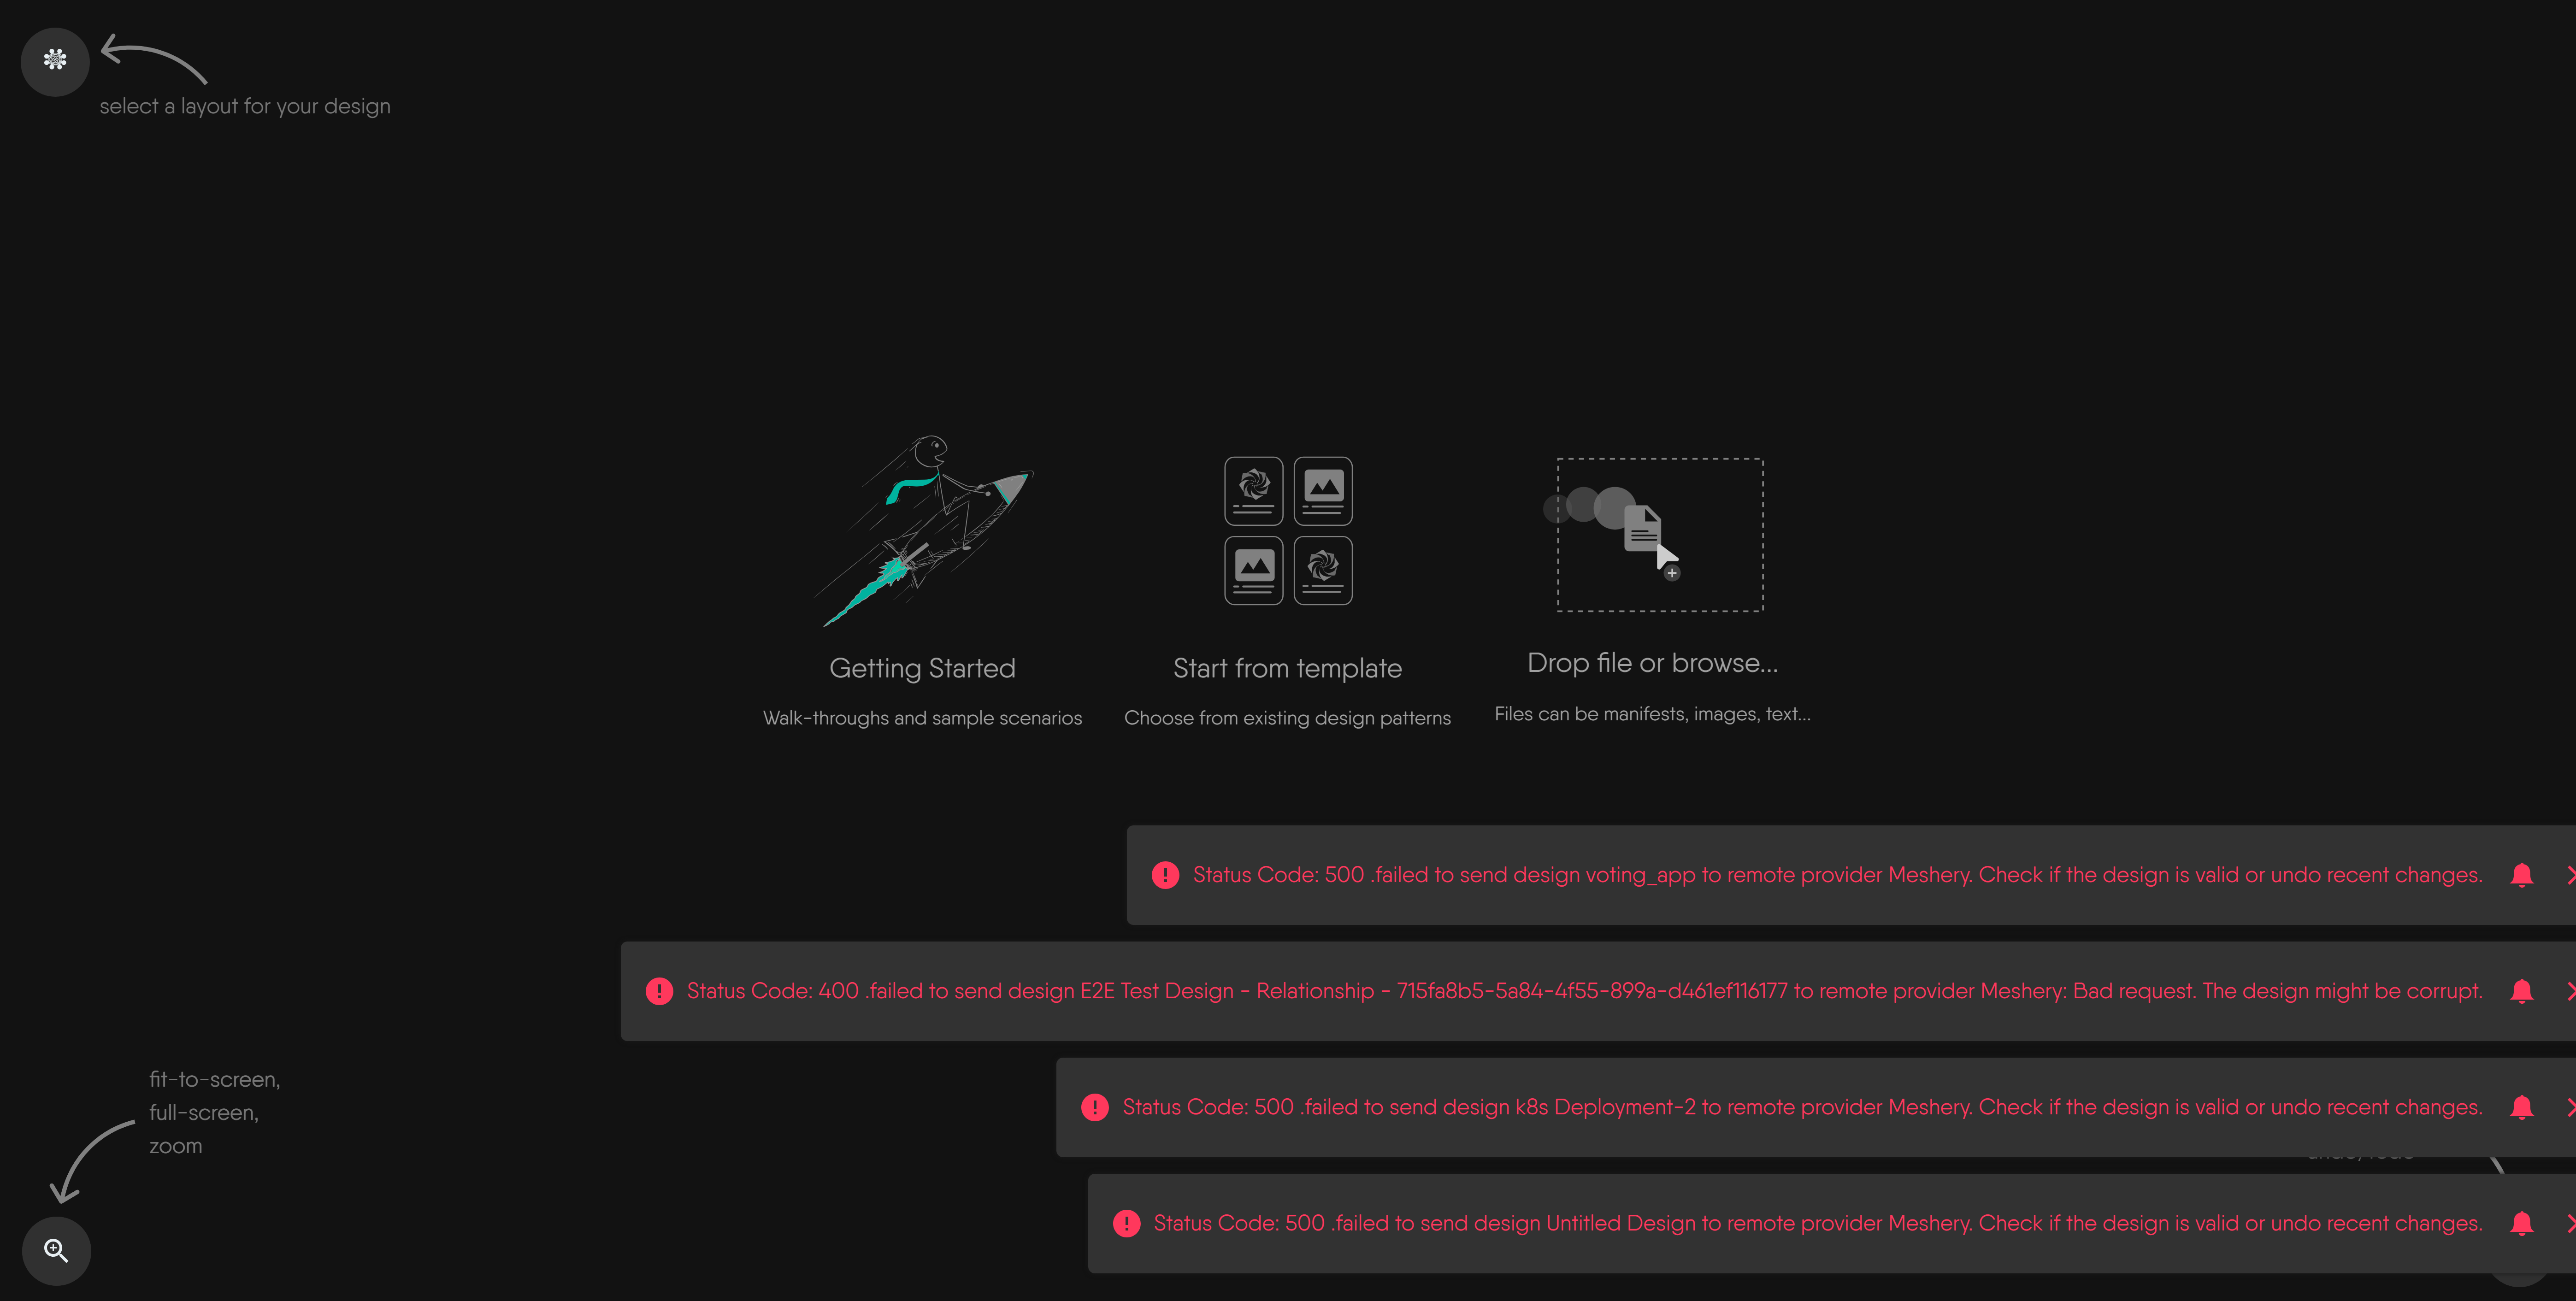 select a layout for your design
Getting Started
Start from template
Drop file or browse...
Walk-throughs and sample scenarios
Choose from existing design patterns
Files can be manifests, images, text...
Status Code: 500 .failed to send design voting_app to remote provider Meshery. Check if the design is valid or undo recent changes.
Status Code: 400 .failed to send design E2E Test Design - Relationship - 715fa8b5-5a84-4f55-899a-d461ef116177 to remote provider Meshery: Bad request. The design might be corrupt.
fit-to-screen,
full-screen,
zoom
Status Code: 500 .failed to send design k8s Deployment-2 to remote provider Meshery. Check if the design is valid or undo recent changes.
Status Code: 500 .failed to send design Untitled Design to remote provider Meshery. Check if the design is valid or undo recent changes.